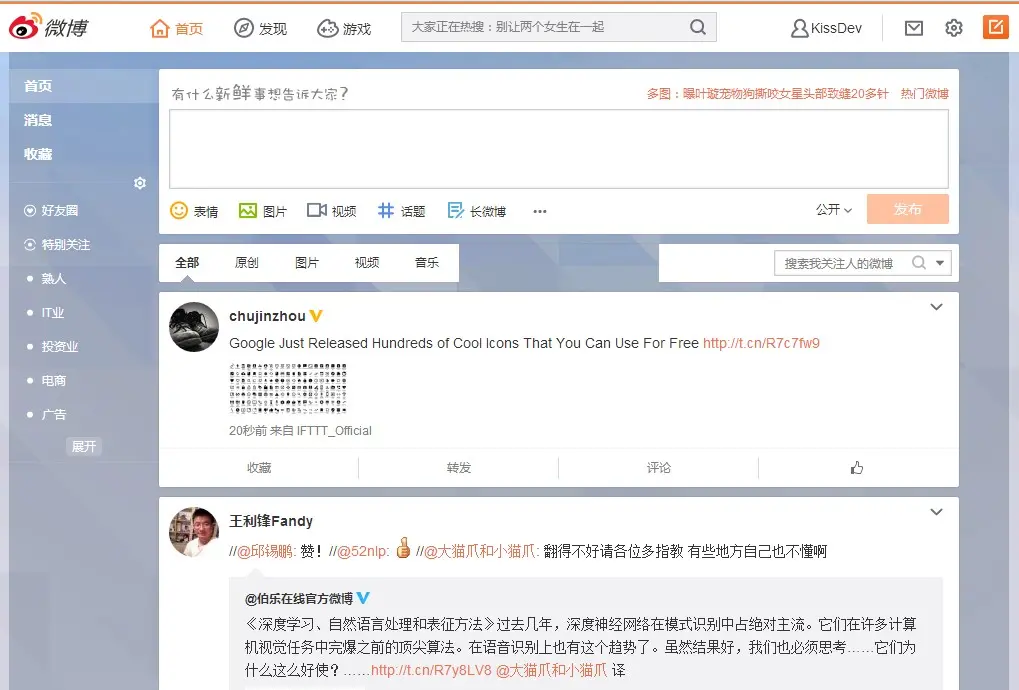 微博 首页 发现 游戏 大家正在热搜：别让两个女生在一起 KissDev
首页
消息
收藏
好友圈
特别关注
熟人
IT业
投资业
电商
广告
展开
有什么新鲜事想告诉大家? 多图：曝叶璇宠物狗撕咬女星头部致缝20多针 热门微博
表情 图片 视频 话题 长微博 ... 公开 发布
全部 原创 图片 视频 音乐 搜索我关注人的微博
chujinzhou
Google Just Released Hundreds of Cool Icons That You Can Use For Free http://t.cn/R7c7fw9
20秒前 来自 IFTTT_Official
收藏 转发 评论
王利锋Fandy
//@邱锡鹏: 赞！//@52nlp: //@大猫爪和小猫爪: 翻得不好请各位多指教 有些地方自己也不懂啊
@伯乐在线官方微博
《深度学习、自然语言处理和表征方法》过去几年，深度神经网络在模式识别中占绝对主流。它们在许多计算
机视觉任务中完爆之前的顶尖算法。在语音识别上也有这个趋势了。虽然结果好，我们也必须思考……它们为
什么这么好使？……http://t.cn/R7y8LV8 @大猫爪和小猫爪 译